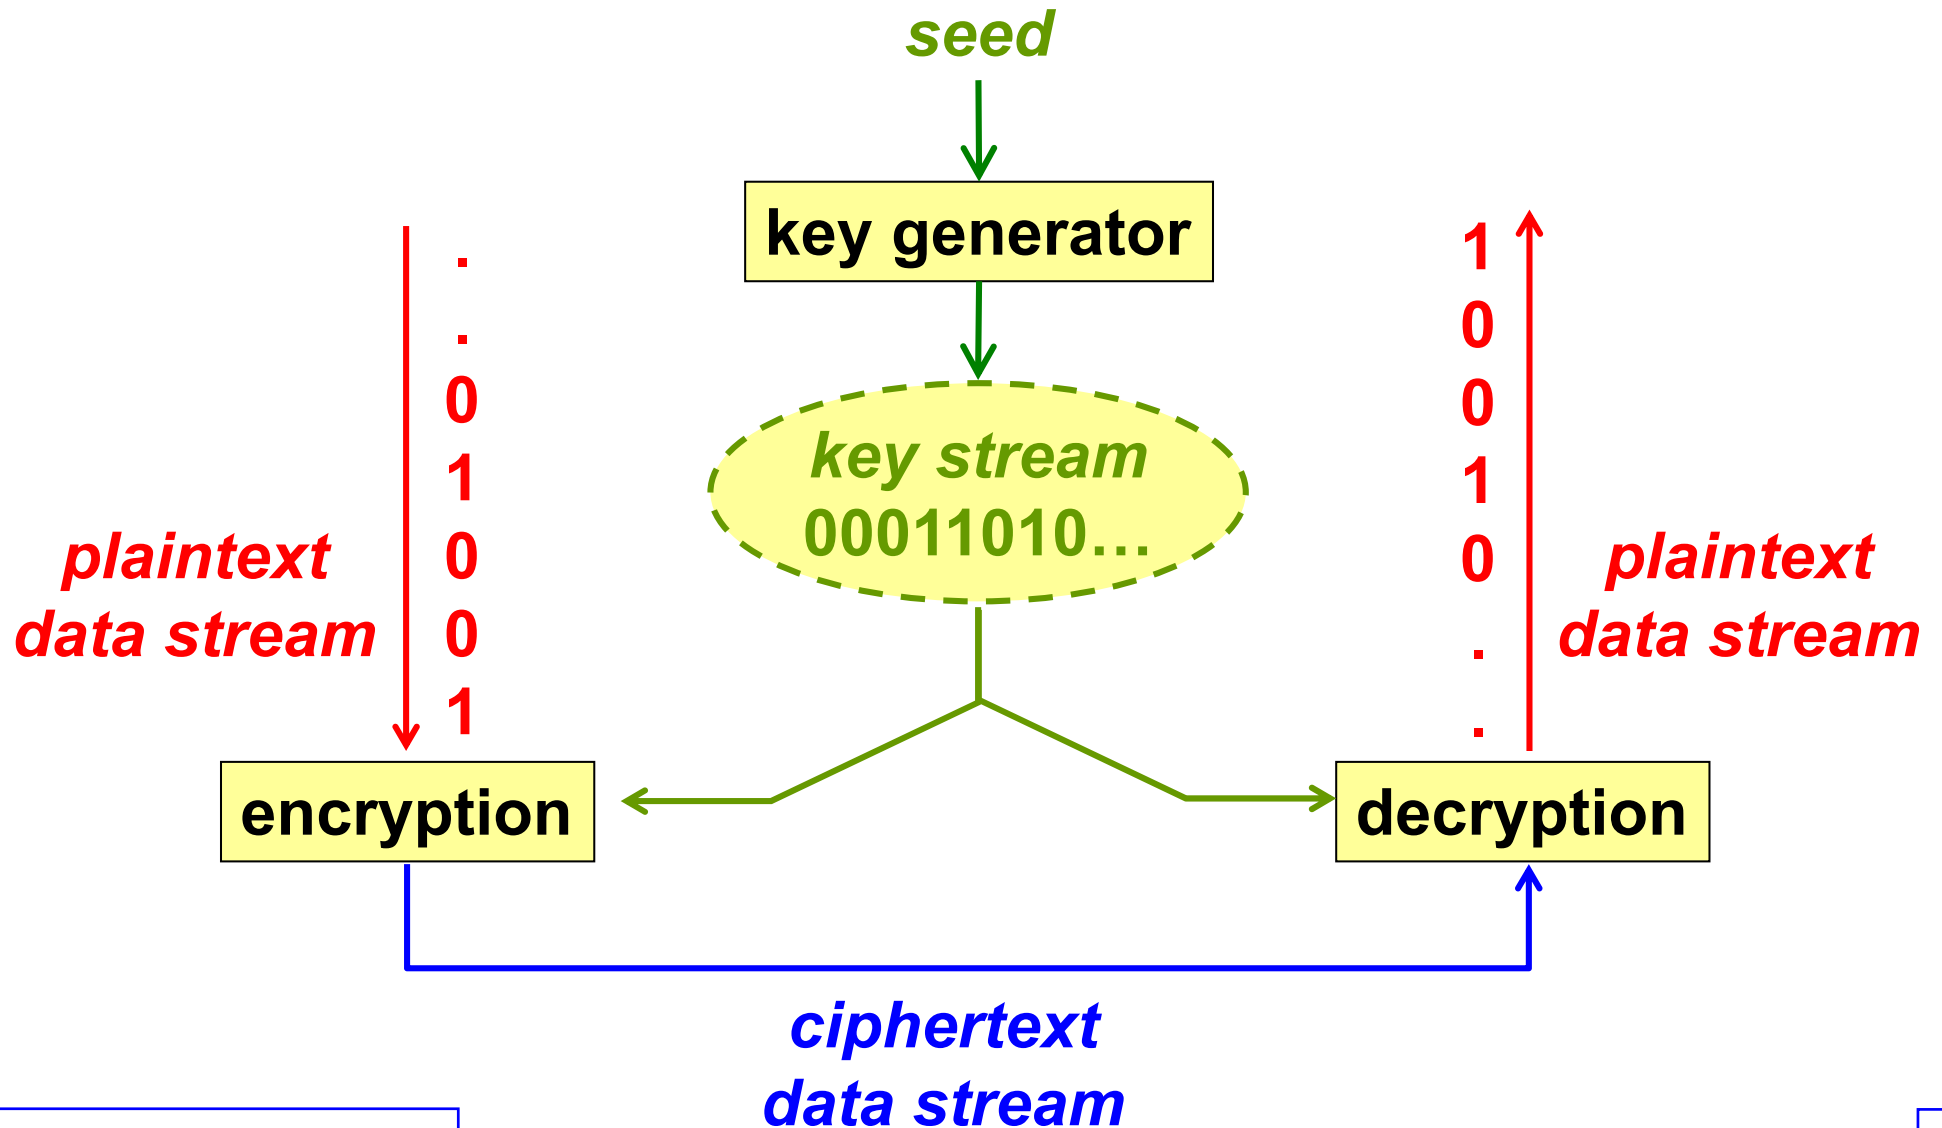 seed
key generator
key stream
00011010…
plaintext
data stream
.
.
0
1
0
0
1
1
0
0
1
0
.
.
plaintext
data stream
encryption
decryption
ciphertext
data stream